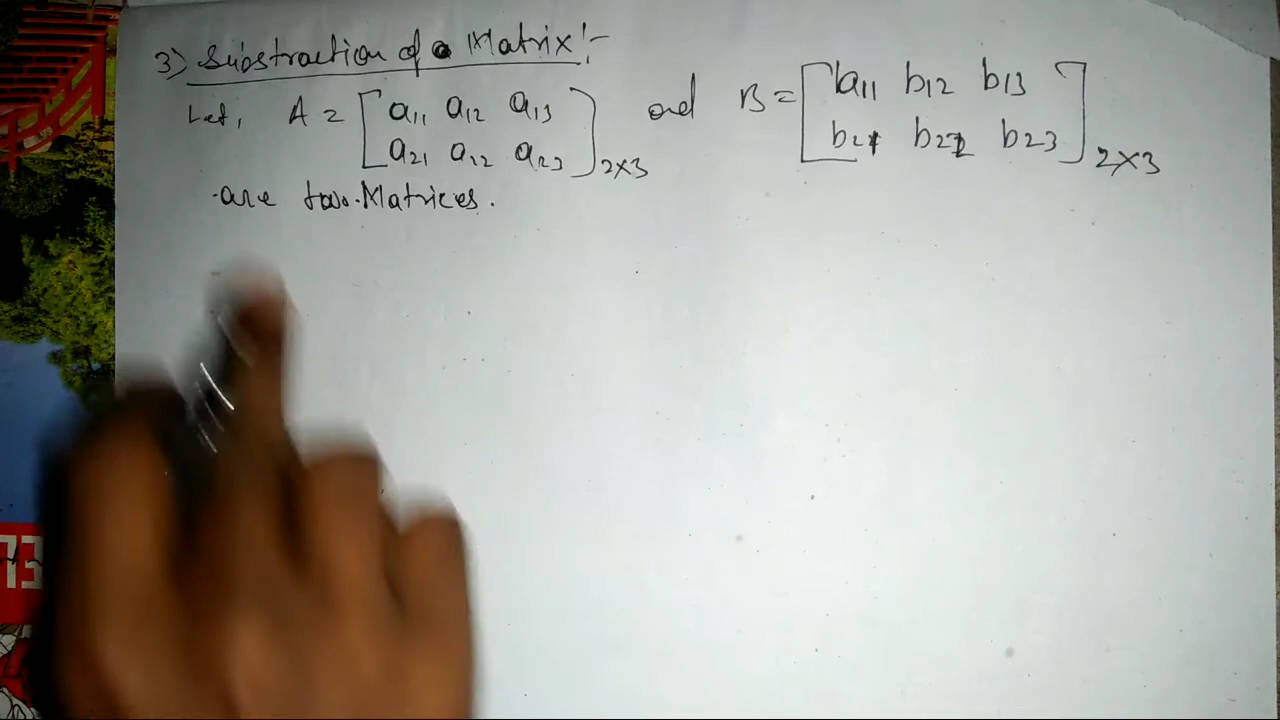 3) Substraction of a Matrix:-
Let, A = [a11 a12 a13 and B = [b11 b12 b13
a21 a12 a23]2×3 b21 b22 b23]2×3
are two Matrices.
73